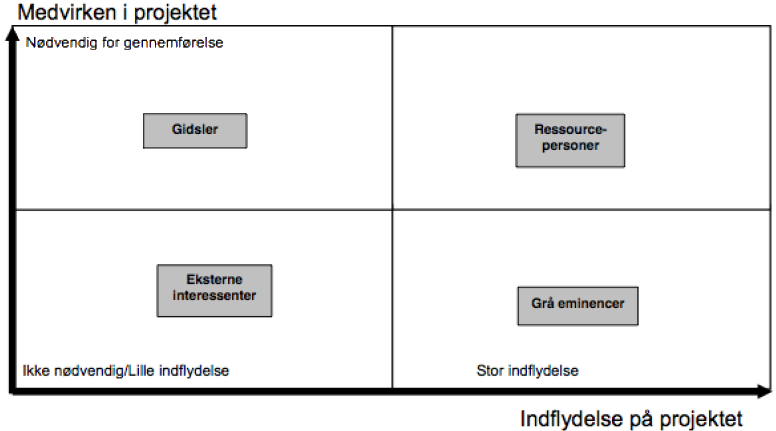 Medvirken i projektet
Nødvendig for gennemførelse
Gidsler
Ressource-
personer
Eksterne
interessenter
Grå eminencer
Ikke nødvendig/Lille indflydelse
Stor indflydelse
Indflydelse på projektet